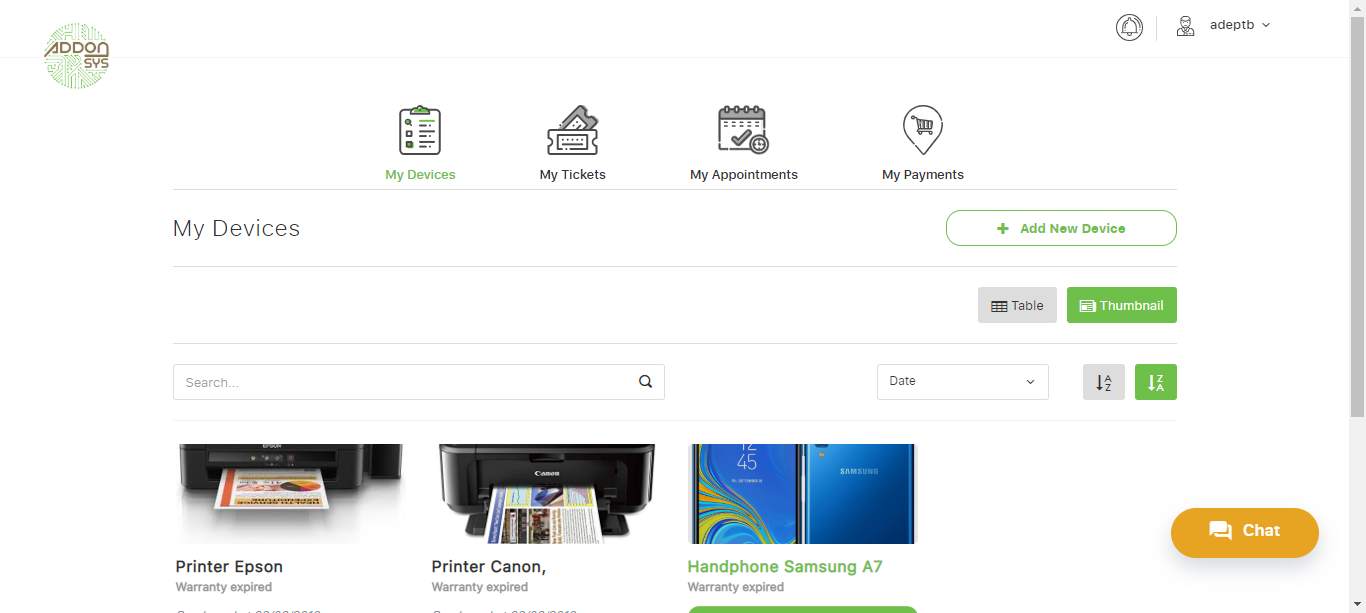 ADDON
SYS
adeptb
My Devices
My Tickets
My Appointments
My Payments
My Devices
Add New Device
Table
Thumbnail
Search...
Date
A
Z
Z
A
EPSON
Canon
12
45
SAMSUNG
Chat
Printer Epson
Printer Canon,
Handphone Samsung A7
Warranty expired
Warranty expired
Warranty expired